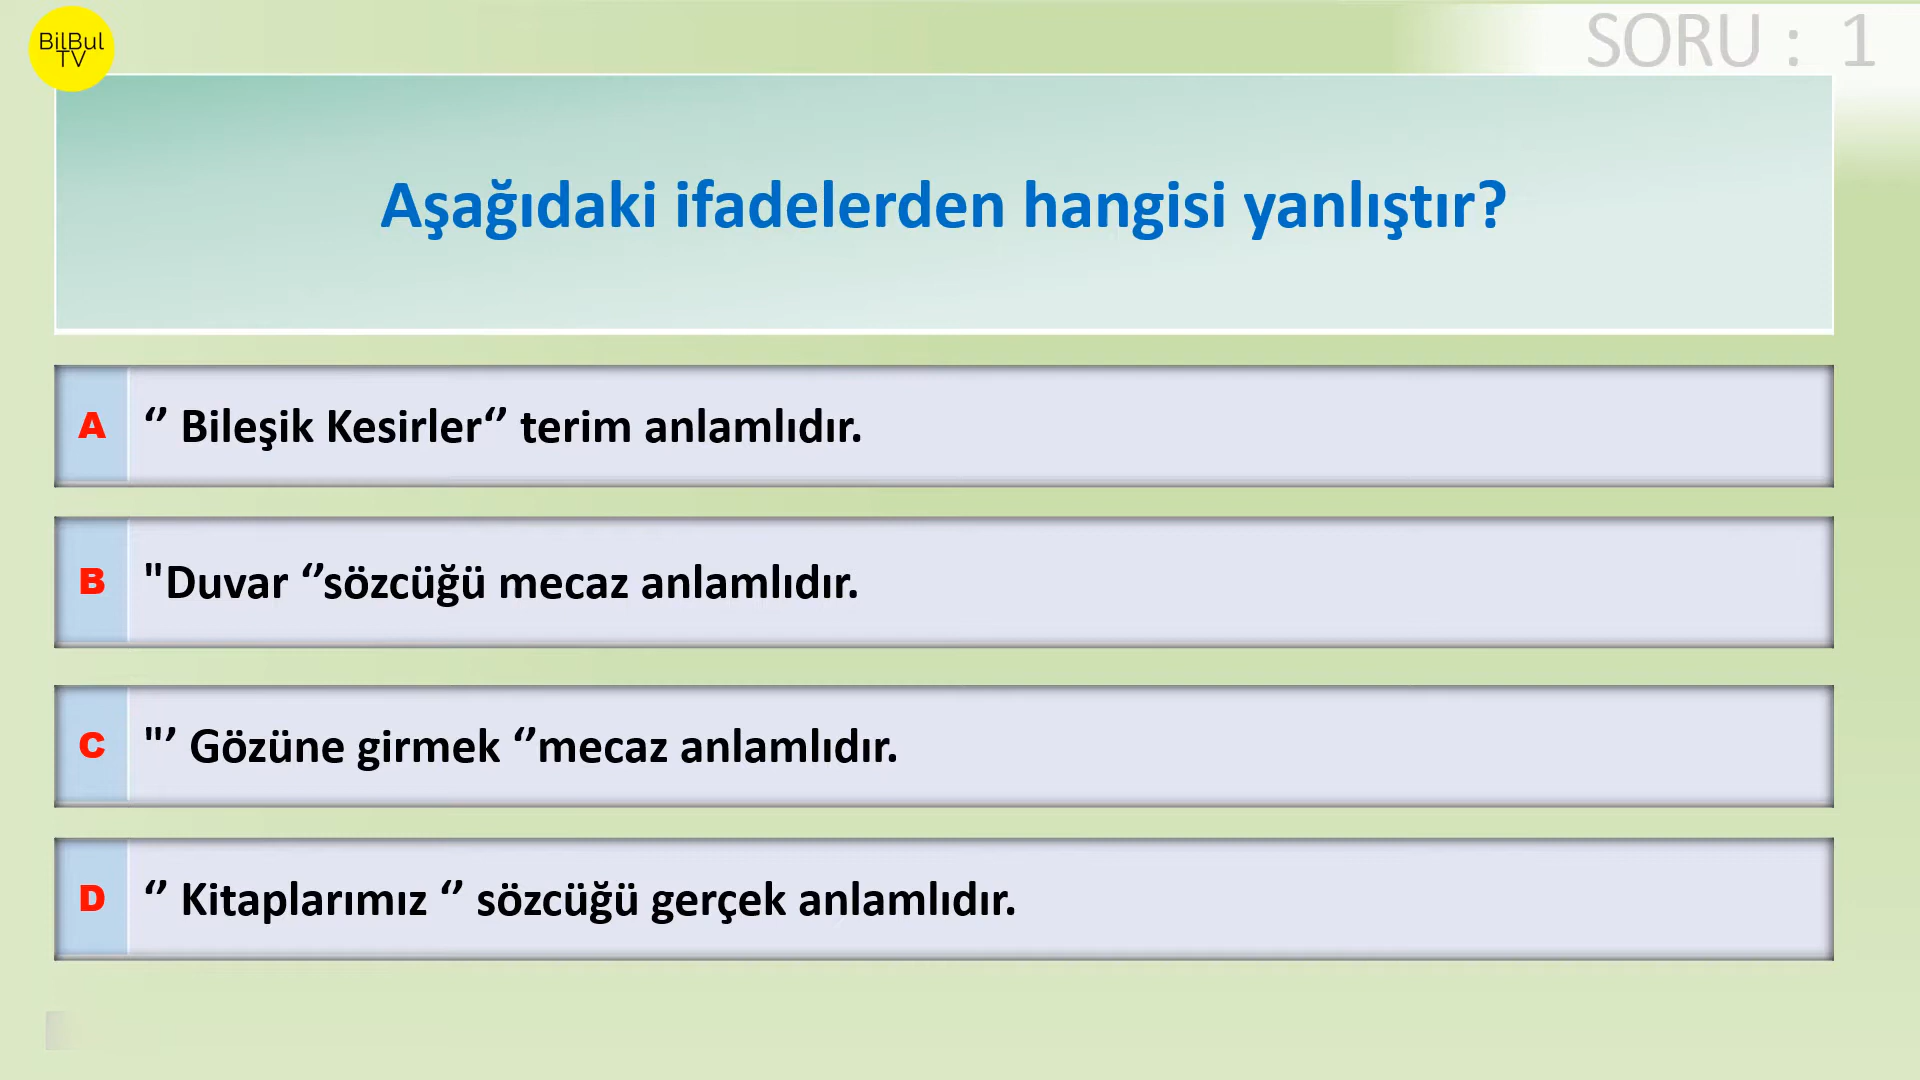 BilBul
TV
SORU : 1
Aşağıdaki ifadelerden hangisi yanlıştır?
A ‘’ Bileşik Kesirler‘’ terim anlamlıdır.
B "Duvar ‘’sözcüğü mecaz anlamlıdır.
C "’ Gözüne girmek ‘’mecaz anlamlıdır.
D ‘’ Kitaplarımız ‘’ sözcüğü gerçek anlamlıdır.